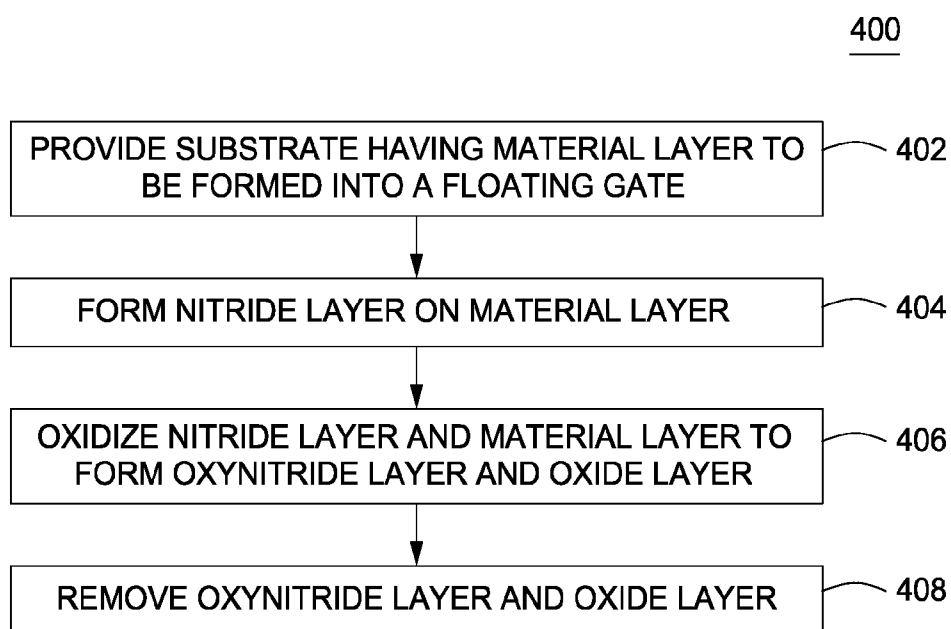 400
PROVIDE SUBSTRATE HAVING MATERIAL LAYER TO
BE FORMED INTO A FLOATING GATE
402
FORM NITRIDE LAYER ON MATERIAL LAYER
404
OXIDIZE NITRIDE LAYER AND MATERIAL LAYER TO
FORM OXYNITRIDE LAYER AND OXIDE LAYER
406
REMOVE OXYNITRIDE LAYER AND OXIDE LAYER
408